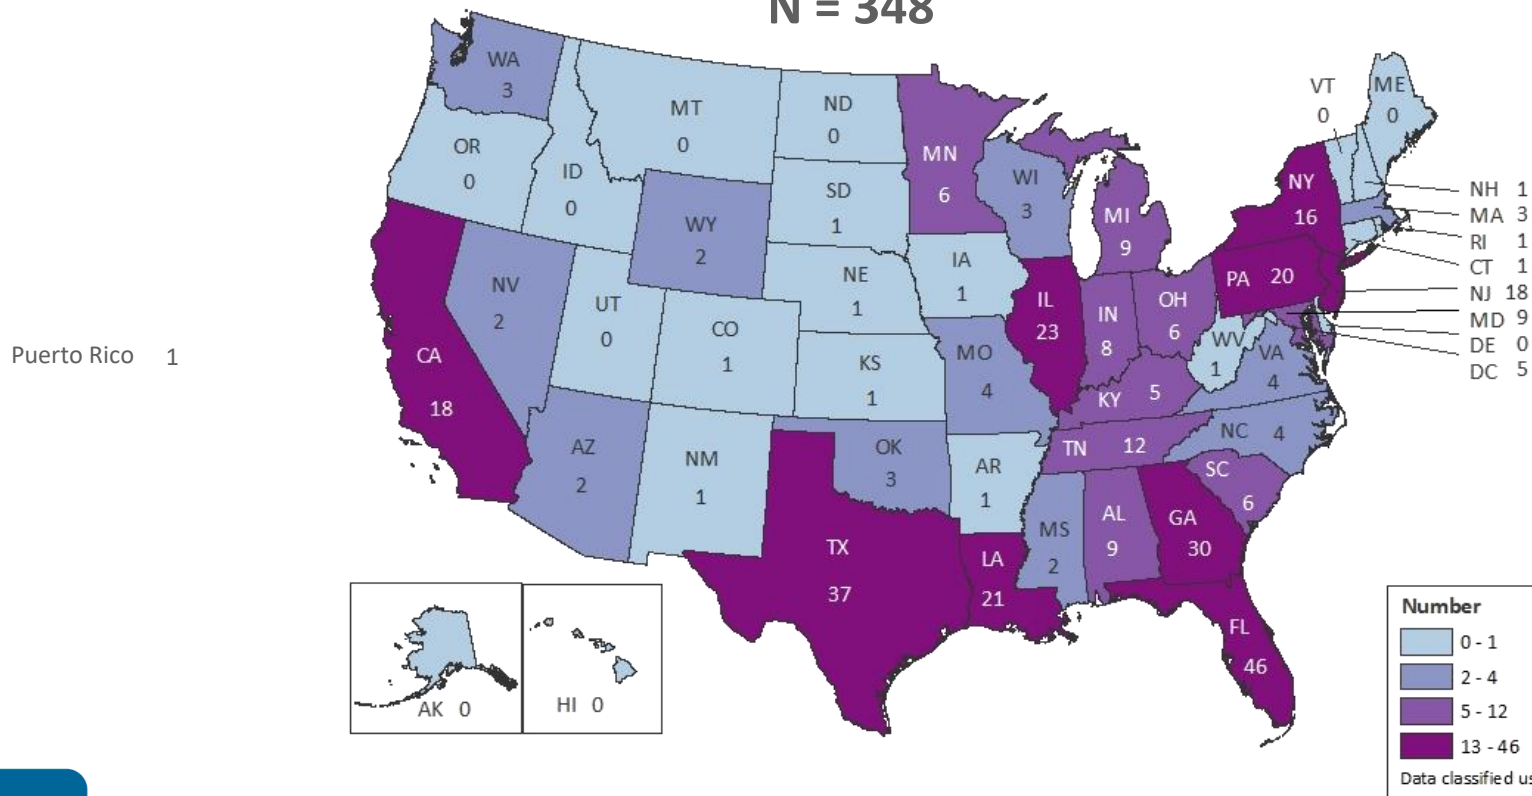 N = 348
WA
3
OR
0
ID
0
MT
0
ND
0
SD
1
WY
2
NV
2
UT
0
CO
1
NE
1
KS
1
CA
18
AZ
2
NM
1
OK
3
TX
37
MN
6
IA
1
MO
4
AR
1
LA
21
WI
3
IL
23
MI
9
IN
8
OH
6
KY 5
TN 12
MS
2
AL
9
GA
30
FL
46
SC
6
NC 4
VA
4
WV
1
PA 20
NY
16
VT
0
ME
0
NH 1
MA 3
RI 1
CT 1
NJ 18
MD 9
DE 0
DC 5
Puerto Rico 1
AK 0
HI 0
Number
0 - 1
2 - 4
5 - 12
13 - 46
Data classified us